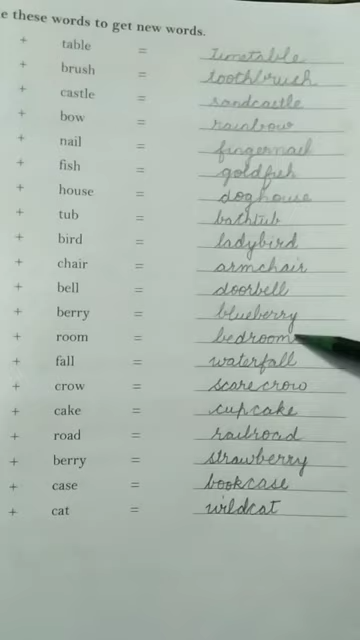 e these words to get new words.
+ table = timetable
+ brush = toothbrush
+ castle = sandcastle
+ bow = rainbow
+ nail = fingernail
+ fish = goldfish
+ house = doghouse
+ tub = bathtub
+ bird = ladybird
+ chair = armchair
+ bell = doorbell
+ berry = blueberry
+ room = bedroom
+ fall = waterfall
+ crow = scarecrow
+ cake = cupcake
+ road = railroad
+ berry = strawberry
+ case = bookcase
+ cat = wildcat